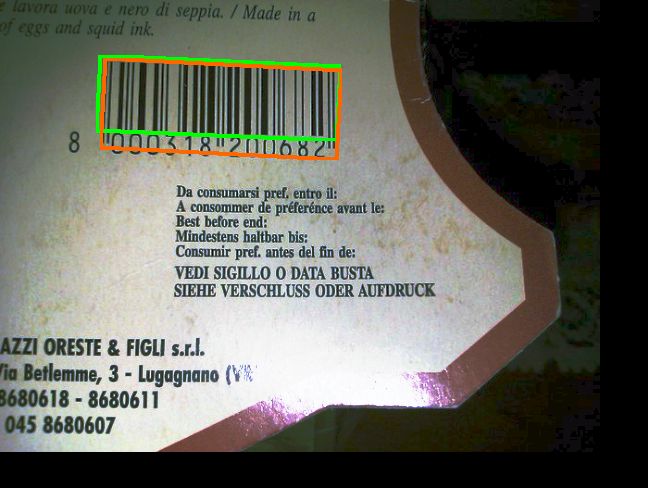 e lavora uova e nero di seppia. / Made in a
of eggs and squid ink.
8 000318 200682
Da consumarsi pref. entro il:
A consommer de préferénce avant le:
Best before end:
Mindestens haltbar bis:
Consumir pref. antes del fin de:
VEDI SIGILLO O DATA BUSTA
SIEHE VERSCHLUSS ODER AUFDRUCK
AZZI ORESTE & FIGLI s.r.l.
Via Betlemme, 3 - Lugagnano (VR
8680618 - 8680611
045 8680607